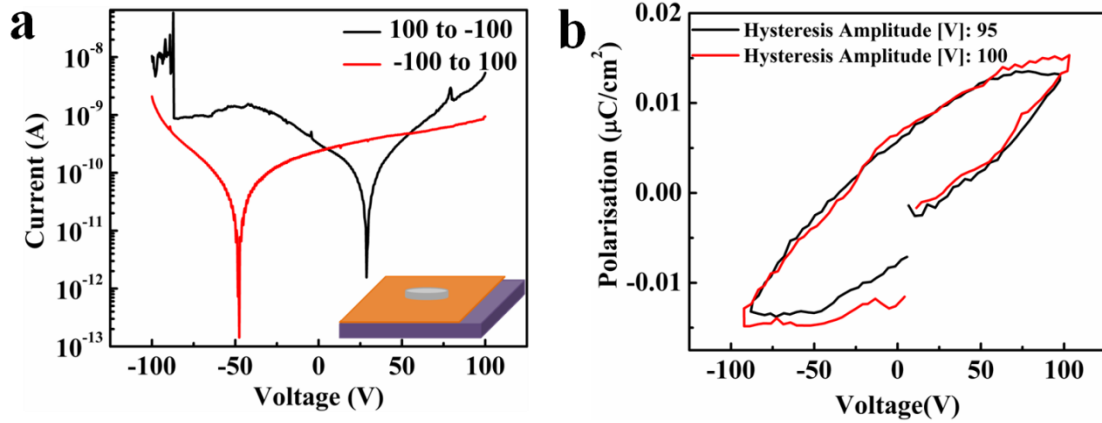 a
100 to -100
-100 to 100
Current (A)
10⁻⁸
10⁻⁹
10⁻¹⁰
10⁻¹¹
10⁻¹²
10⁻¹³
-100 -50 0 50 100
Voltage (V)
b
Hysteresis Amplitude [V]: 95
Hysteresis Amplitude [V]: 100
Polarisation (μC/cm²)
0.02
0.01
0.00
-0.01
-100 -50 0 50 100
Voltage(V)